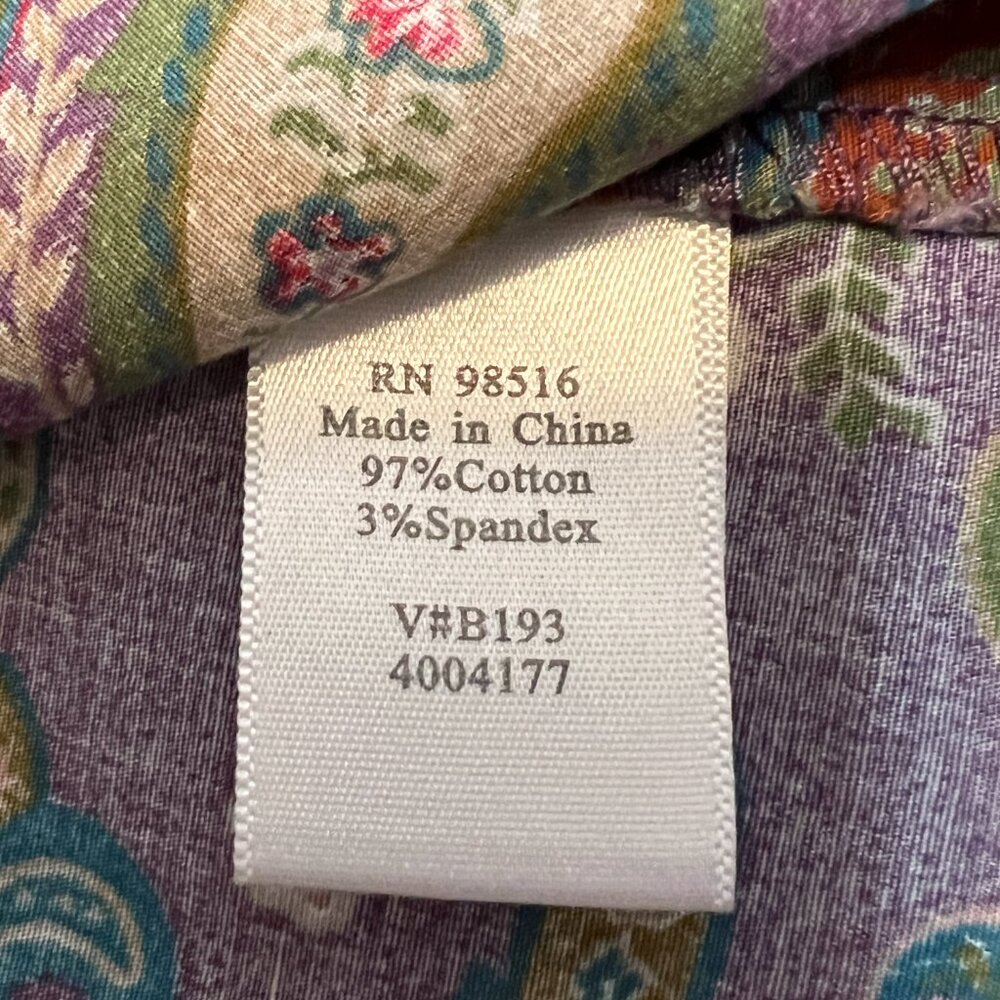 RN 98516
Made in China
97%Cotton
3%Spandex
V#B193
4004177